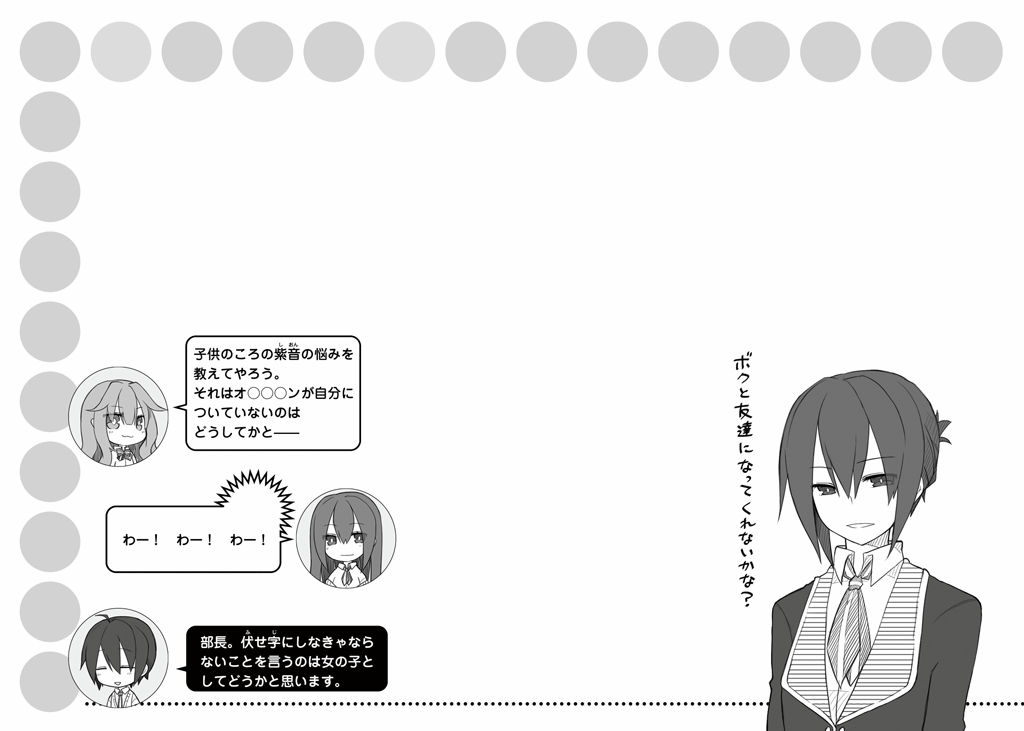 子供のころの紫音の悩みを
教えてやろう。
それはオ〇〇〇ンが自分に
ついていないのは
どうしてかと――
わー！　わー！　わー！
部長。伏せ字にしなきゃなら
ないことを言うのは女の子と
してどうかと思います。
ボクと友達になってくれないかな？